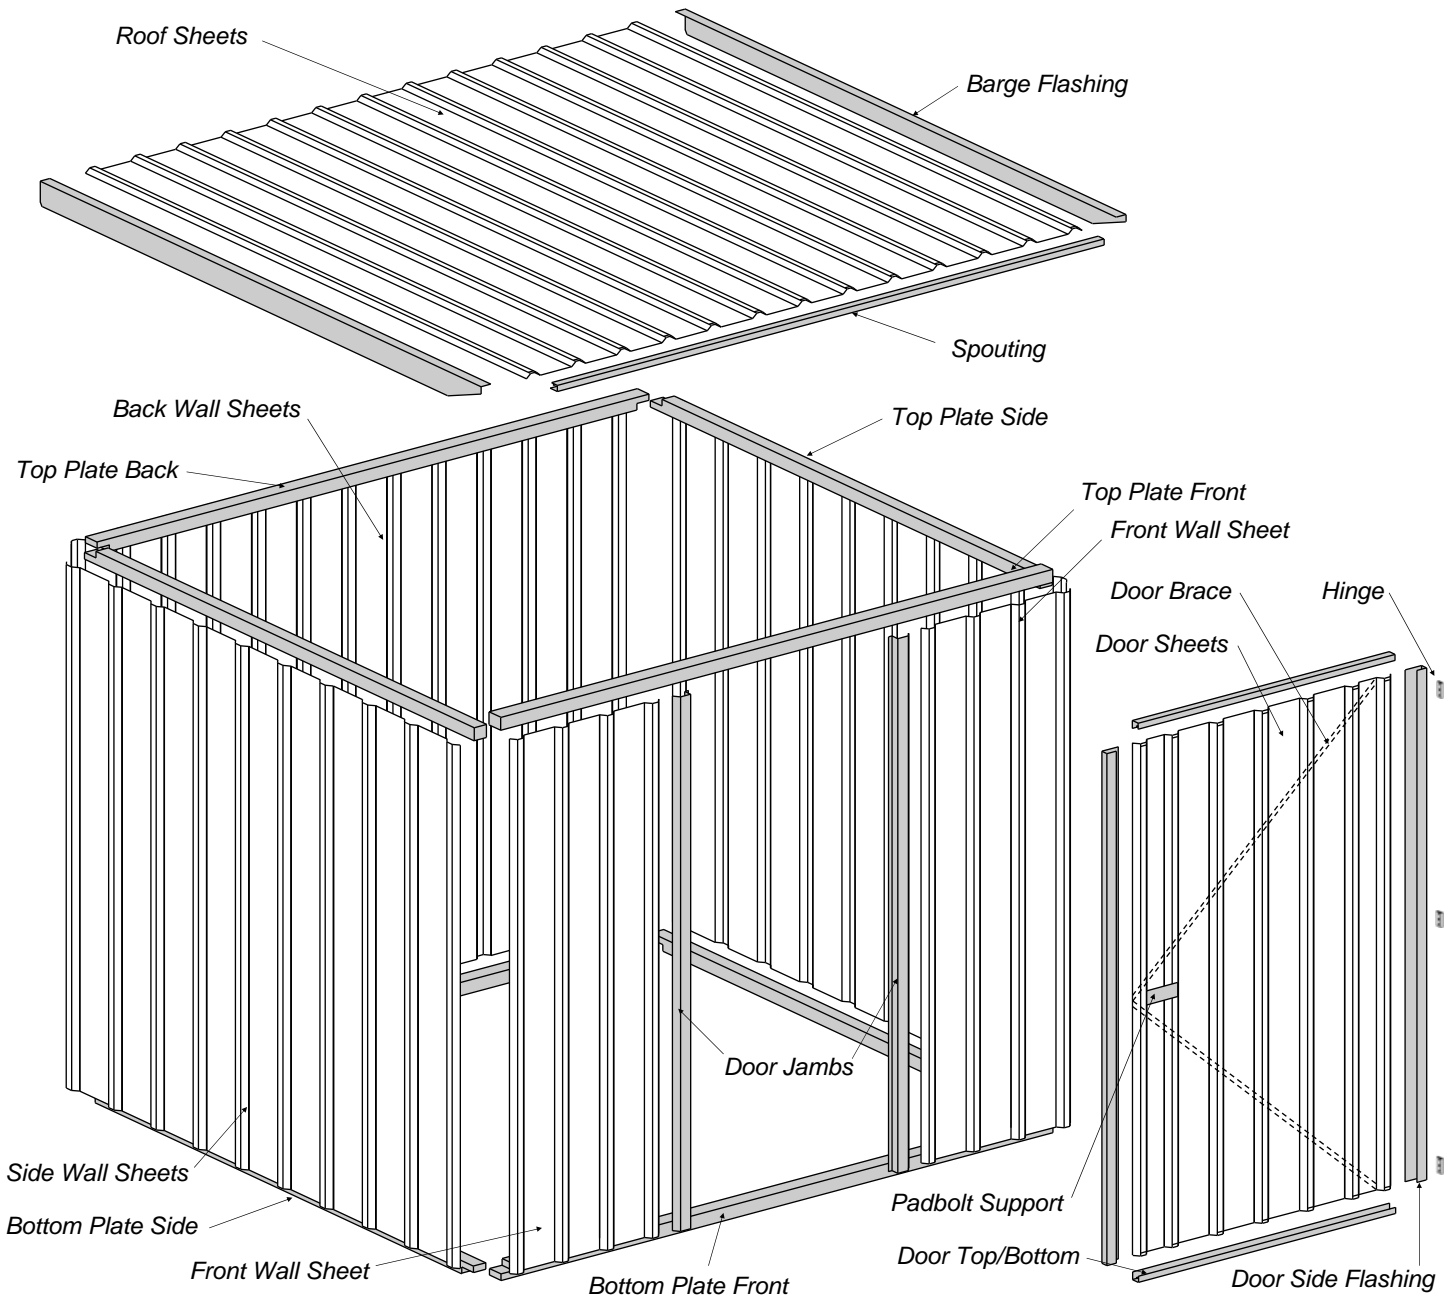 Roof Sheets
Barge Flashing
Spouting
Back Wall Sheets
Top Plate Side
Top Plate Back
Top Plate Front
Front Wall Sheet
Door Brace
Hinge
Door Sheets
Door Jambs
Side Wall Sheets
Padbolt Support
Bottom Plate Side
Door Top/Bottom
Front Wall Sheet
Bottom Plate Front
Door Side Flashing